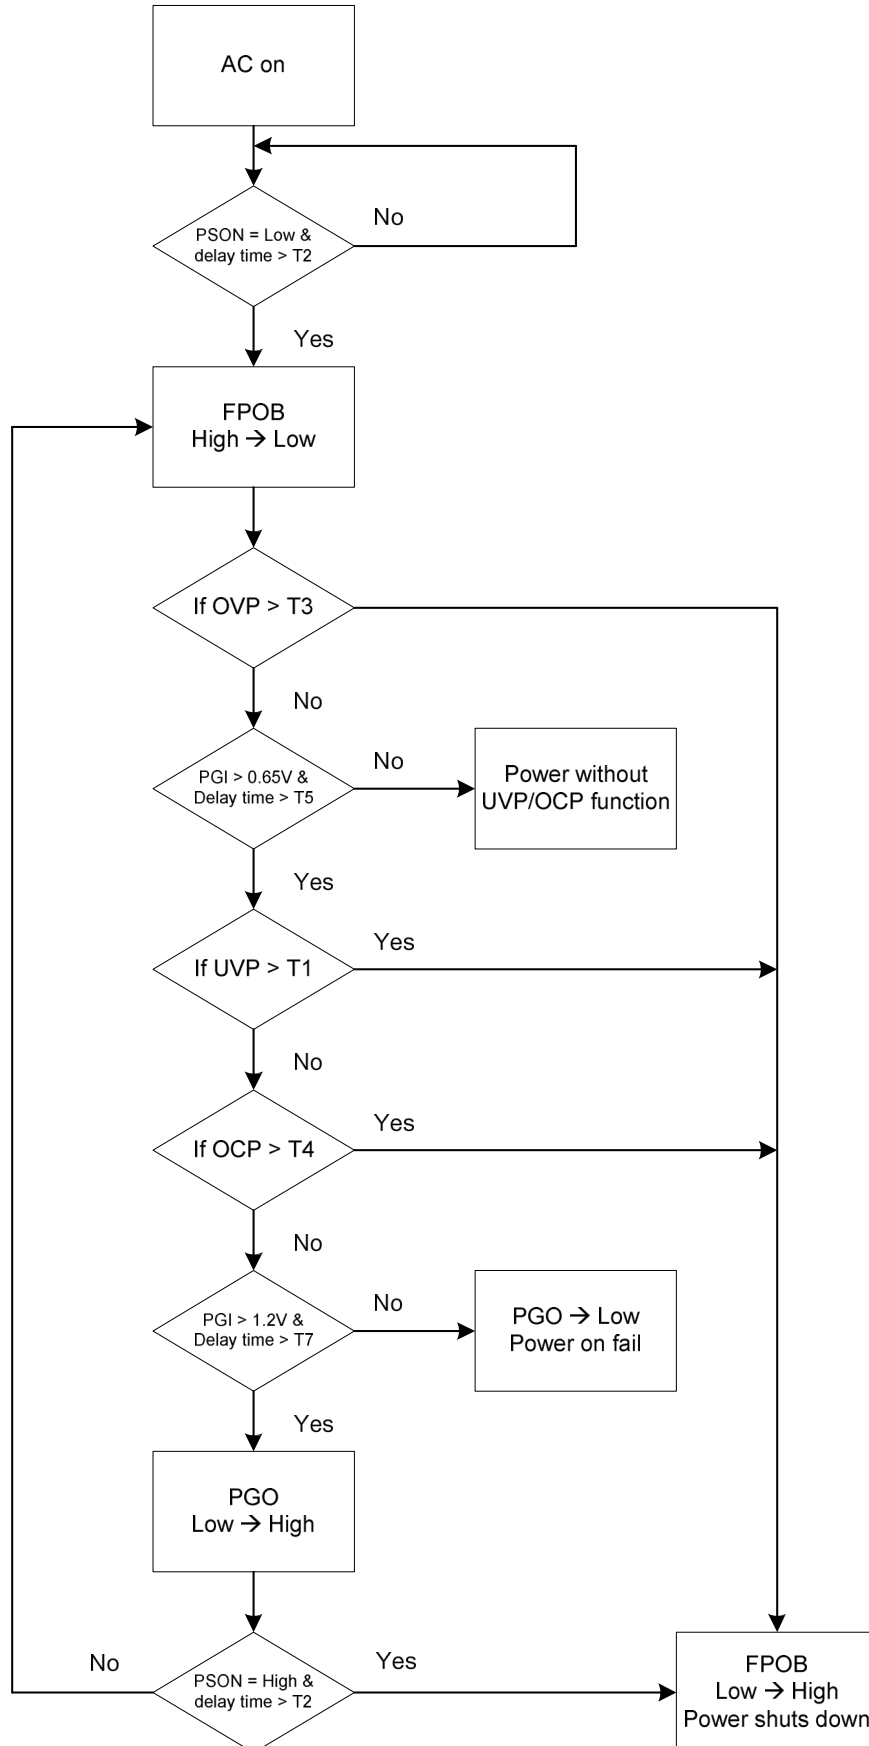 AC on
PSON = Low &
delay time > T2
No
Yes
FPOB
High → Low
If OVP > T3
No
PGI > 0.65V &
Delay time > T5
No
Power without
UVP/OCP function
Yes
If UVP > T1
Yes
No
If OCP > T4
Yes
No
PGI > 1.2V &
Delay time > T7
No
PGO → Low
Power on fail
Yes
PGO
Low → High
No
PSON = High &
delay time > T2
Yes
FPOB
Low → High
Power shuts down